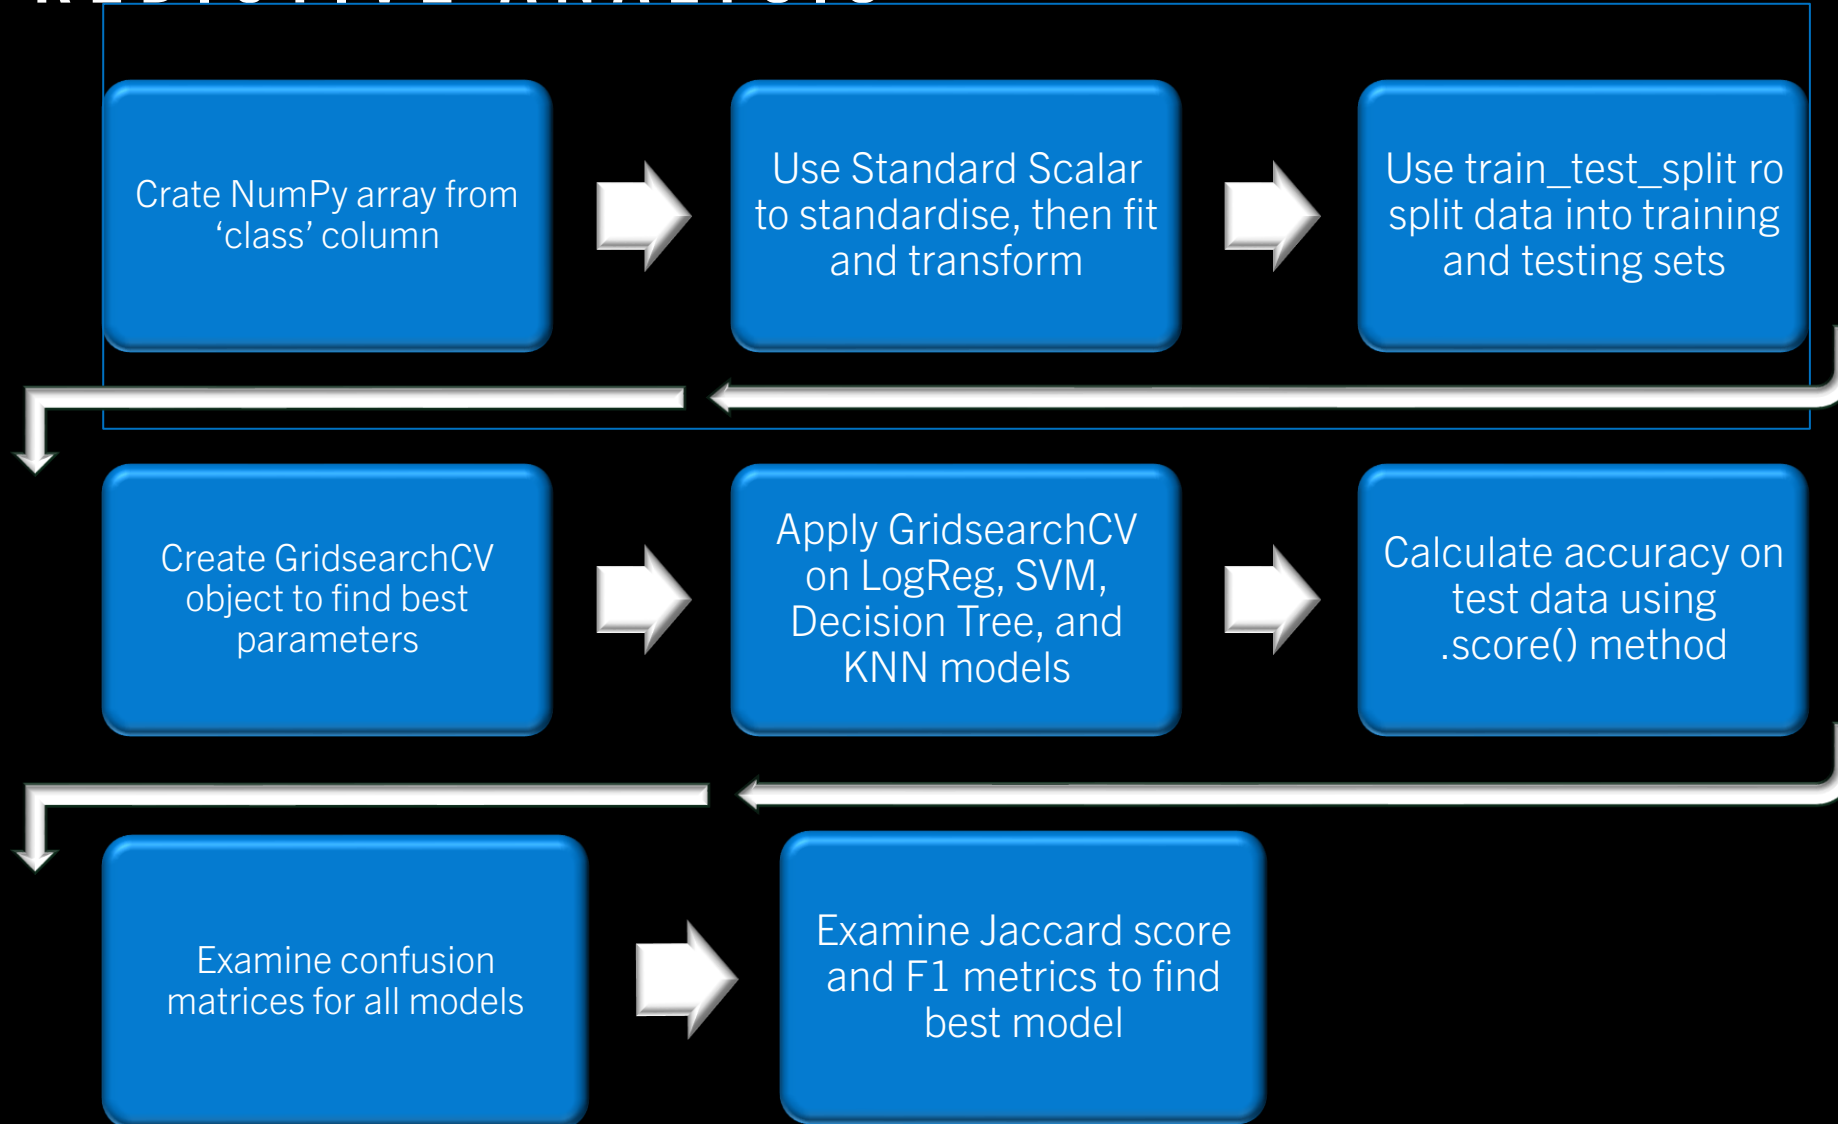 REDICTIVE ANALYSIS
Crate NumPy array from
‘class’ column
Use Standard Scalar
to standardise, then fit
and transform
Use train_test_split ro
split data into training
and testing sets
Create GridsearchCV
object to find best
parameters
Apply GridsearchCV
on LogReg, SVM,
Decision Tree, and
KNN models
Calculate accuracy on
test data using
.score() method
Examine confusion
matrices for all models
Examine Jaccard score
and F1 metrics to find
best model